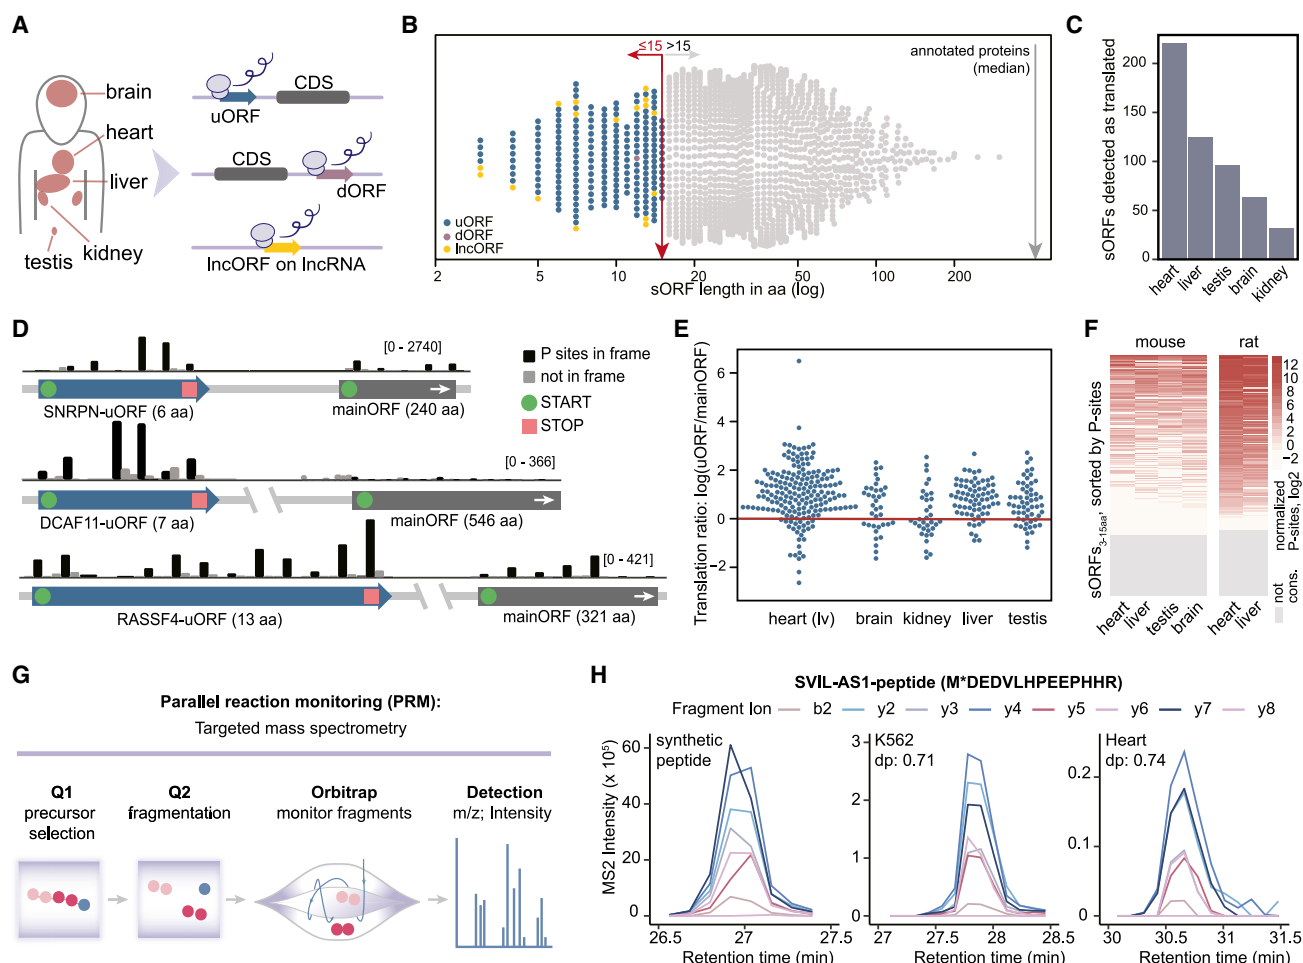 A
brain
heart
liver
kidney
testis
CDS
uORF
CDS
dORF
lncORF on lncRNA
B
≤15 >15
annotated proteins
(median)
uORF
dORF
lncORF
2 5 10 20 50 100 200
sORF length in aa (log)
C
sORFs detected as translated
200
150
100
50
0
heart
liver
testis
brain
kidney
D
[0 - 2740]
SNRPN-uORF (6 aa)
mainORF (240 aa)
P sites in frame
not in frame
START
STOP
[0 - 366]
DCAF11-uORF (7 aa)
mainORF (546 aa)
[0 - 421]
RASSF4-uORF (13 aa)
mainORF (321 aa)
E
Translation ratio: log(uORF/mainORF)
6
4
2
0
−2
heart (lv) brain kidney liver testis
F
mouse rat
sORFs3-15aa, sorted by P-sites
heart
liver
testis
brain
heart
liver
12
10
8
6
4
2
0
−2
normalized
P-sites, log2
not
cons.
G
Parallel reaction monitoring (PRM):
Targeted mass spectrometry
Q1
precursor
selection
Q2
fragmentation
Orbitrap
monitor fragments
Detection
m/z; Intensity
H
SVIL-AS1-peptide (M*DEDVLHPEEPHHR)
Fragment Ion b2 y2 y3 y4 y5 y6 y7 y8
MS2 Intensity (x 10⁵)
synthetic
peptide
60
40
20
0
26.5 27 27.5
Retention time (min)
K562
dp: 0.71
3
2
1
0
27 27.5 28 28.5
Retention time (min)
Heart
dp: 0.74
0.2
0.1
0
30 30.5 31 31.5
Retention time (min)